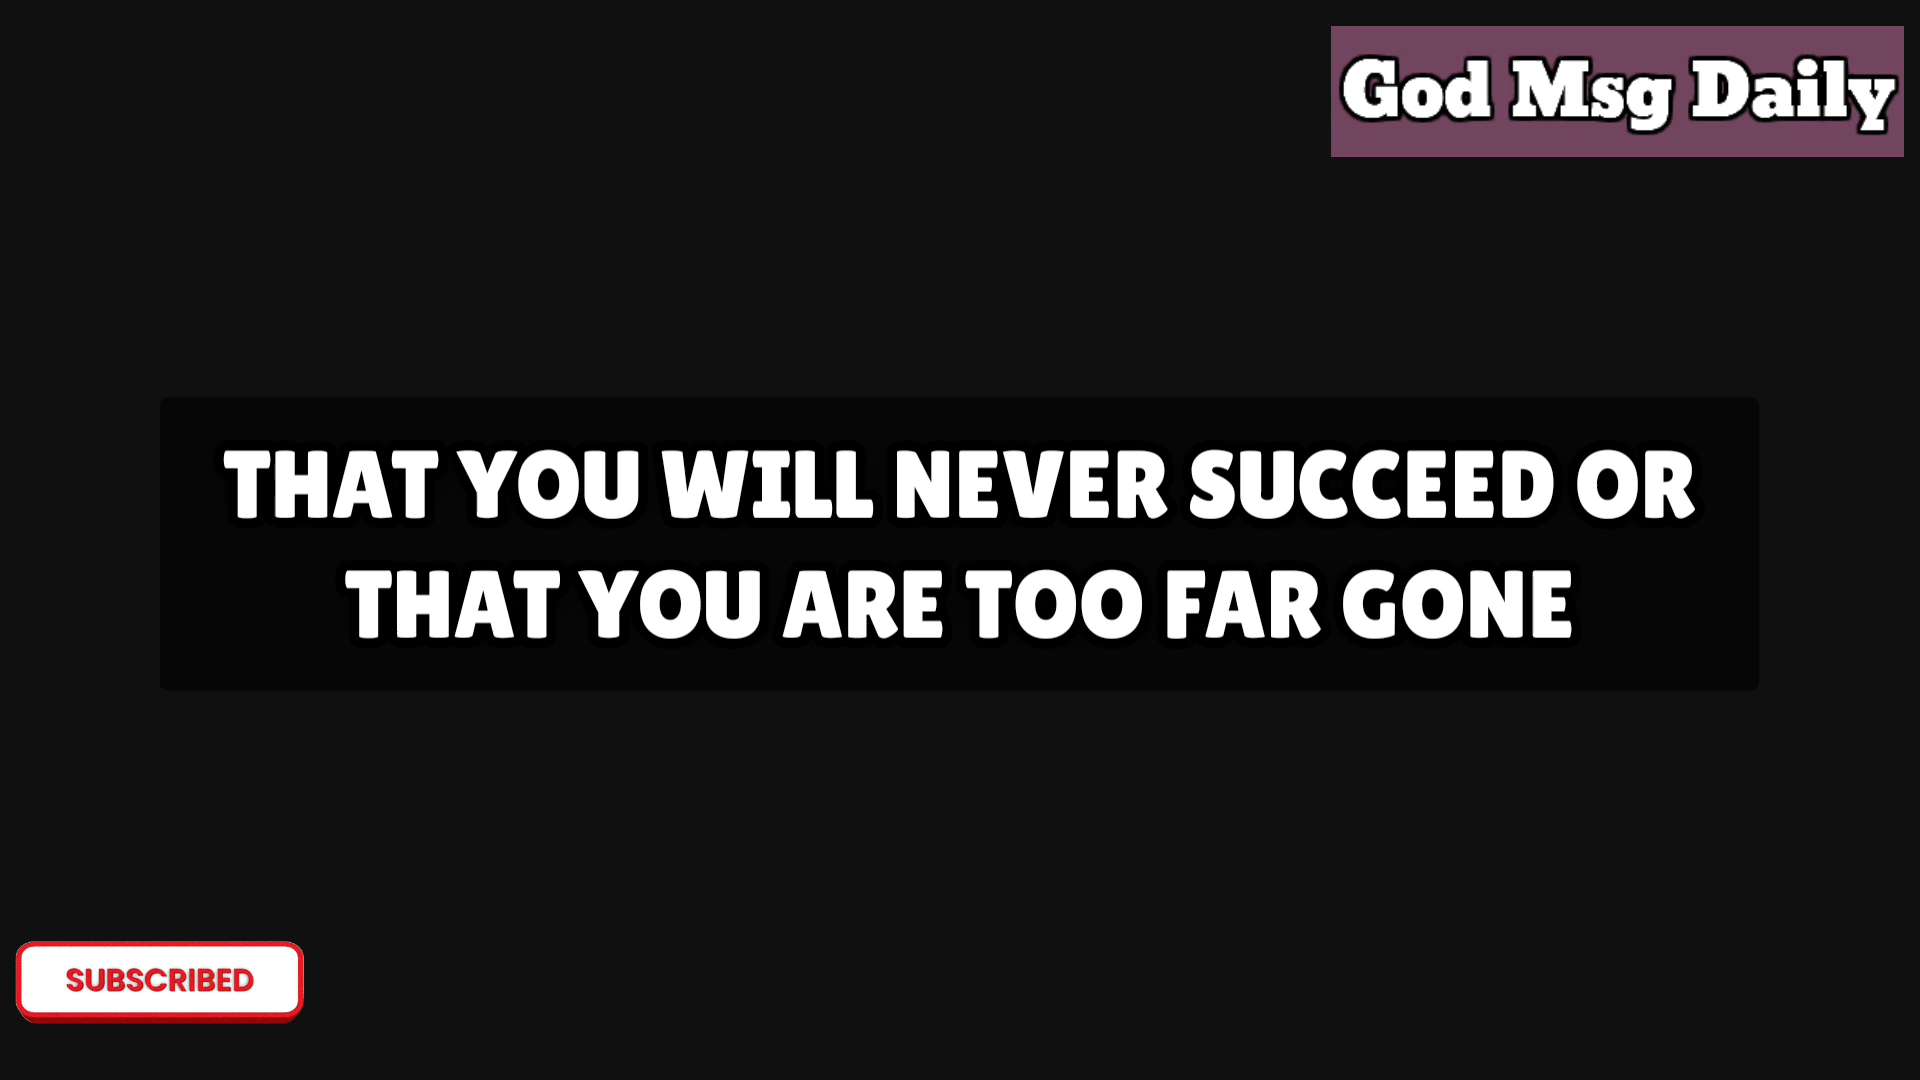 God Msg Daily
THAT YOU WILL NEVER SUCCEED OR
THAT YOU ARE TOO FAR GONE
SUBSCRIBED